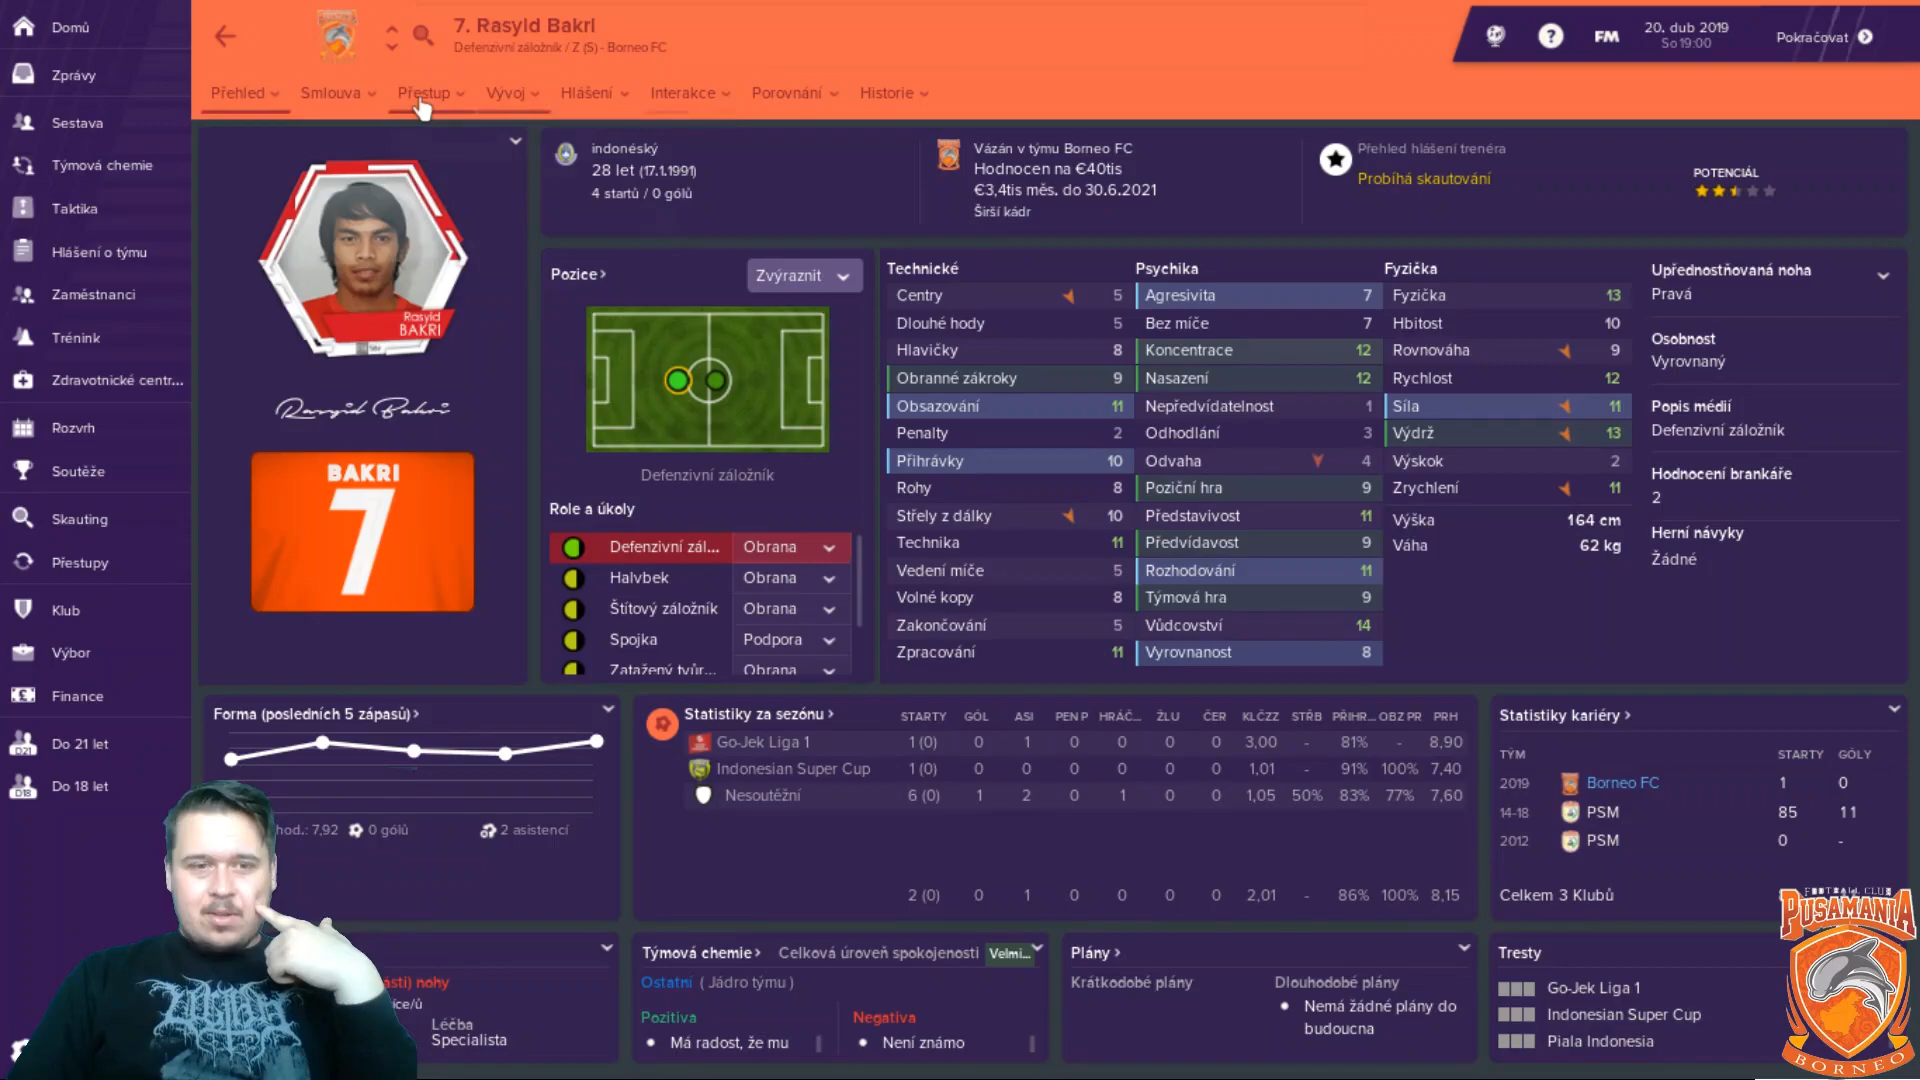 Domů
Zprávy
Sestava
Týmová chemie
Taktika
Hlášení o týmu
Zaměstnanci
Trénink
Zdravotnické centr...
Rozvrh
Soutěže
Skauting
Přestupy
Klub
Výbor
Finance
Do 21 let
Do 18 let
7. Rasyid Bakri
Defenzivní záložník / Z (S) - Borneo FC
FM
20. dub 2019
So 19:00
Pokračovat
Přehled
Smlouva
Přestup
Vývoj
Hlášení
Interakce
Porovnání
Historie
Rasyid
BAKRI
Rasyid Bakri
BAKRI
7
indonéský
28 let (17.1.1991)
4 startů / 0 gólů
Vázán v týmu Borneo FC
Hodnocen na €40tis
€3,4tis měs. do 30.6.2021
Širší kádr
Přehled hlášení trenéra
Probíhá skautování
POTENCIÁL
Pozice
Zvýraznit
Defenzivní záložník
Role a úkoly
Defenzivní zál... Obrana
Halvbek Obrana
Štítový záložník Obrana
Spojka Podpora
Zatažený tvůr... Obrana
Technické
Centry 5
Dlouhé hody 5
Hlavičky 8
Obranné zákroky 9
Obsazování 11
Penalty 2
Přihrávky 10
Rohy 8
Střely z dálky 10
Technika 11
Vedení míče 5
Volné kopy 8
Zakončování 5
Zpracování 11
Psychika
Agresivita 7
Bez míče 7
Koncentrace 12
Nasazení 12
Nepředvídatelnost 1
Odhodlání 3
Odvaha 4
Poziční hra 9
Představivost 11
Předvídavost 9
Rozhodování 11
Týmová hra 9
Vůdcovství 14
Vyrovnanost 8
Fyzička
Fyzička 13
Hbitost 10
Rovnováha 9
Rychlost 12
Síla 11
Výdrž 13
Výskok 2
Zrychlení 11
Výška 164 cm
Váha 62 kg
Upřednostňovaná noha
Pravá
Osobnost
Vyrovnaný
Popis médií
Defenzivní záložník
Hodnocení brankáře
2
Herní návyky
Žádné
Forma (posledních 5 zápasů)
hod.: 7,92 0 gólů 2 asistencí
Statistiky za sezónu STARTY GÓL ASI PEN P HRÁČ... ŽLU ČER KLČZZ STŘB PŘIHR... OBZ PR PRH
Go-Jek Liga 1 1 (0) 0 1 0 0 0 0 3,00 - 81% - 8,90
Indonesian Super Cup 1 (0) 0 0 0 0 0 0 1,01 - 91% 100% 7,40
Nesoutěžní 6 (0) 1 2 0 1 0 0 1,05 50% 83% 77% 7,60
2 (0) 0 1 0 0 0 0 2,01 - 86% 100% 8,15
Statistiky kariéry
TÝM STARTY GÓLY
2019 Borneo FC 1 0
14-18 PSM 85 11
2012 PSM 0 -
Celkem 3 Klubů
nohy
Léčba
Specialista
Týmová chemie Celková úroveň spokojenosti Velmi...
Ostatní ( Jádro týmu )
Pozitiva
Má radost, že mu
Negativa
Není známo
Plány
Krátkodobé plány
Dlouhodobé plány
Nemá žádné plány do
budoucna
Tresty
Go-Jek Liga 1
Indonesian Super Cup
Piala Indonesia
FOOTBALL CLUB
PUSAMANIA
BORNEO